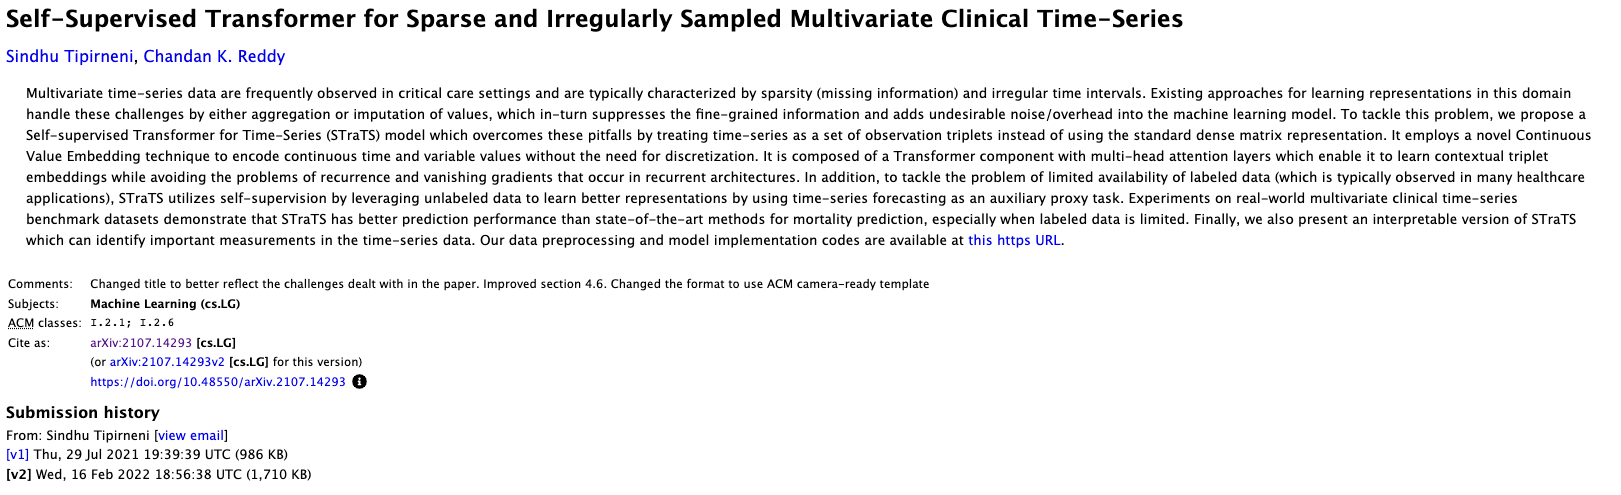 Self-Supervised Transformer for Sparse and Irregularly Sampled Multivariate Clinical Time-Series
Sindhu Tipirneni, Chandan K. Reddy
Multivariate time-series data are frequently observed in critical care settings and are typically characterized by sparsity (missing information) and irregular time intervals. Existing approaches for learning representations in this domain
handle these challenges by either aggregation or imputation of values, which in-turn suppresses the fine-grained information and adds undesirable noise/overhead into the machine learning model. To tackle this problem, we propose a
Self-supervised Transformer for Time-Series (STraTS) model which overcomes these pitfalls by treating time-series as a set of observation triplets instead of using the standard dense matrix representation. It employs a novel Continuous
Value Embedding technique to encode continuous time and variable values without the need for discretization. It is composed of a Transformer component with multi-head attention layers which enable it to learn contextual triplet
embeddings while avoiding the problems of recurrence and vanishing gradients that occur in recurrent architectures. In addition, to tackle the problem of limited availability of labeled data (which is typically observed in many healthcare
applications), STraTS utilizes self-supervision by leveraging unlabeled data to learn better representations by using time-series forecasting as an auxiliary proxy task. Experiments on real-world multivariate clinical time-series
benchmark datasets demonstrate that STraTS has better prediction performance than state-of-the-art methods for mortality prediction, especially when labeled data is limited. Finally, we also present an interpretable version of STraTS
which can identify important measurements in the time-series data. Our data preprocessing and model implementation codes are available at this https URL.
Comments: Changed title to better reflect the challenges dealt with in the paper. Improved section 4.6. Changed the format to use ACM camera-ready template
Subjects: Machine Learning (cs.LG)
ACM classes: I.2.1; I.2.6
Cite as: arXiv:2107.14293 [cs.LG]
(or arXiv:2107.14293v2 [cs.LG] for this version)
https://doi.org/10.48550/arXiv.2107.14293
Submission history
From: Sindhu Tipirneni [view email]
[v1] Thu, 29 Jul 2021 19:39:39 UTC (986 KB)
[v2] Wed, 16 Feb 2022 18:56:38 UTC (1,710 KB)